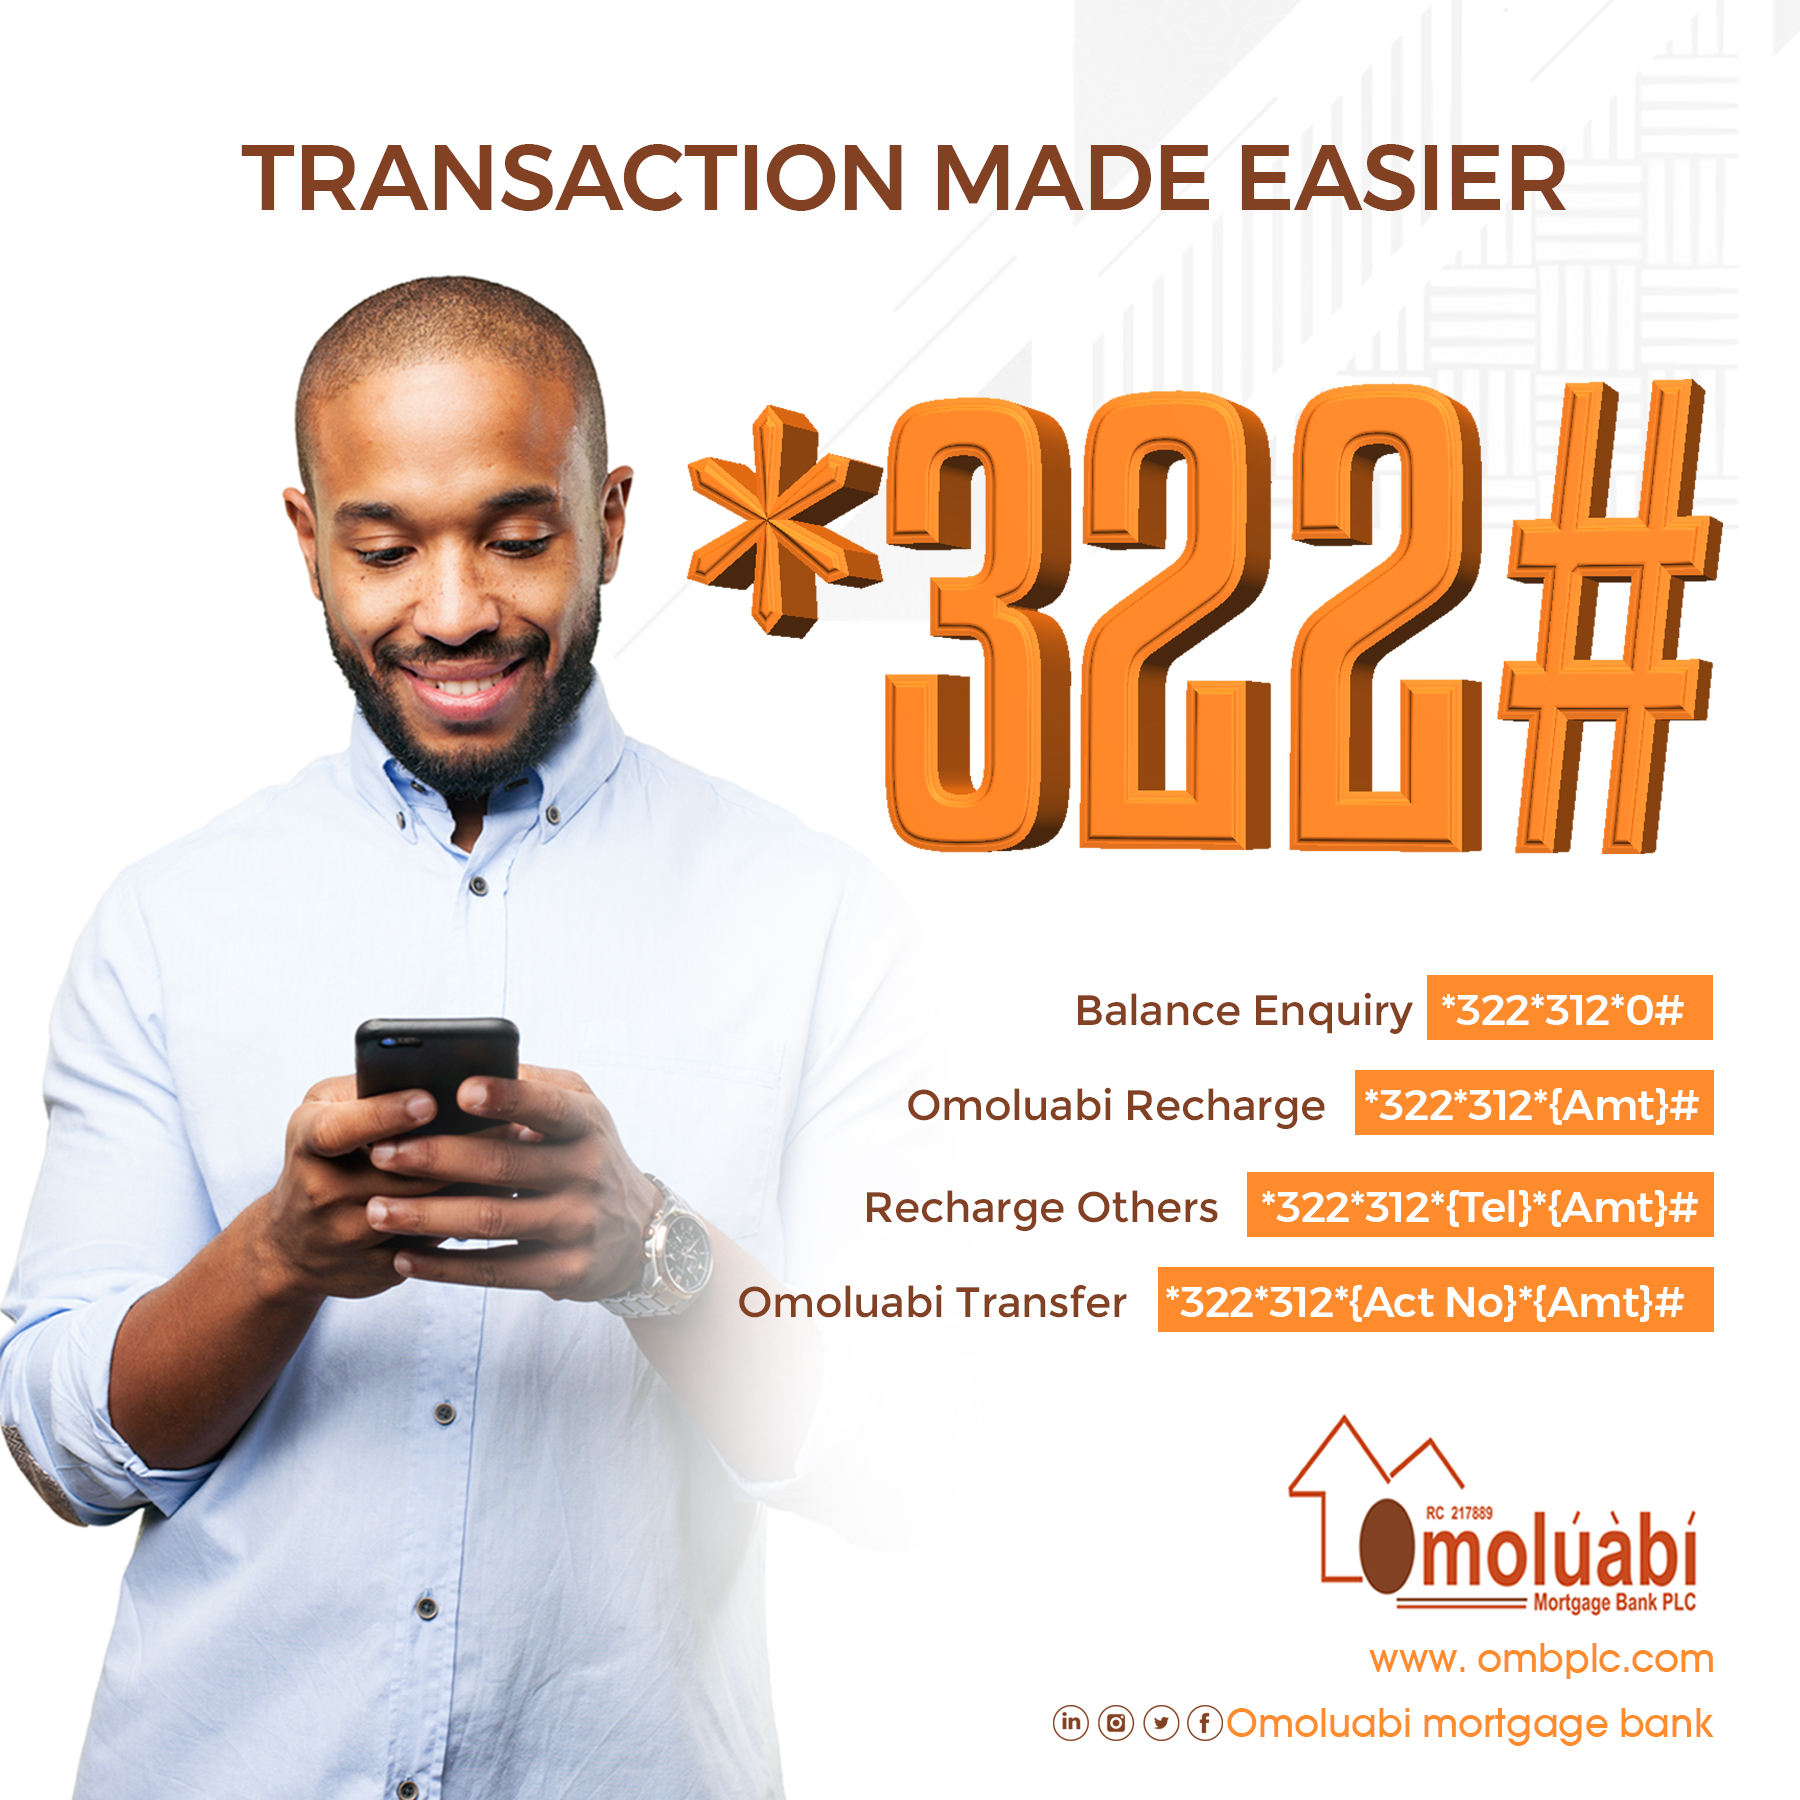 TRANSACTION MADE EASIER
*322#
Balance Enquiry *322*312*0#
Omoluabi Recharge *322*312*{Amt}#
Recharge Others *322*312*{Tel}*{Amt}#
Omoluabi Transfer *322*312*{Act No}*{Amt}#
RC 217889
Omolúàbí
Mortgage Bank PLC
www. ombplc.com
Omoluabi mortgage bank